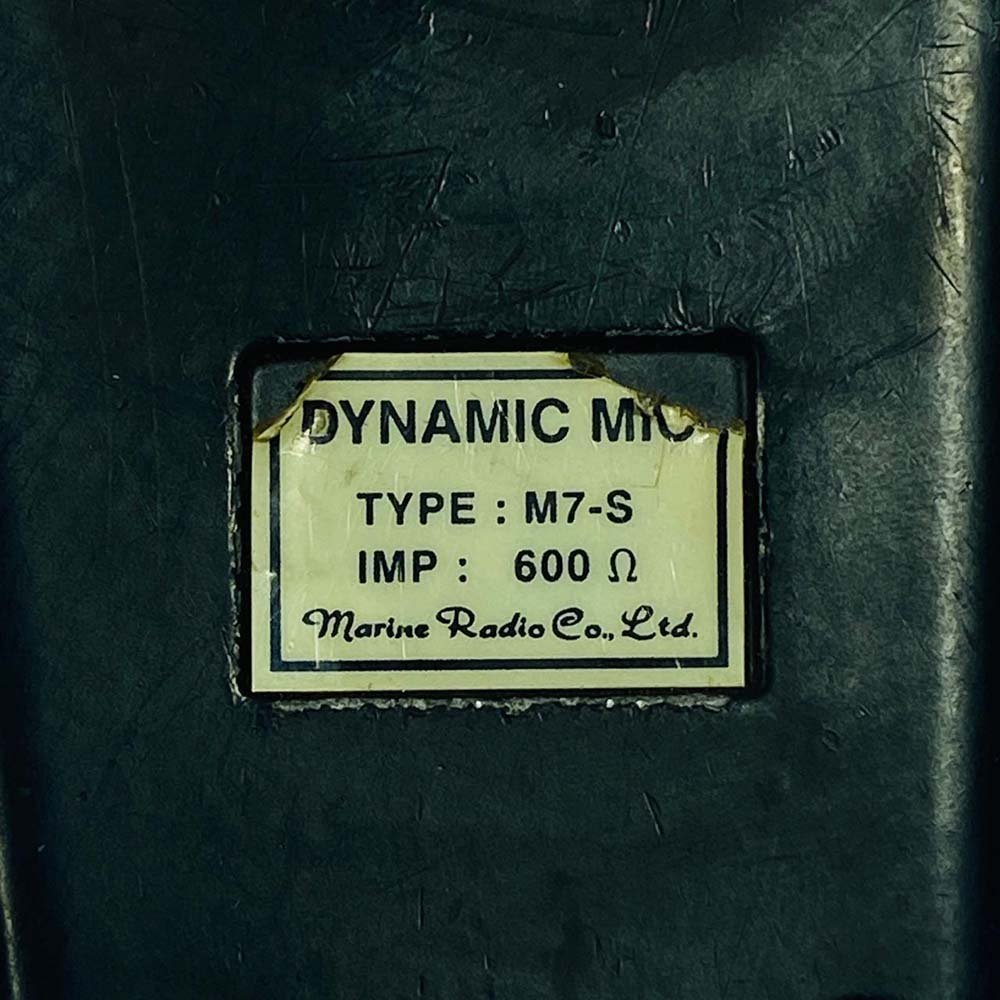 DYNAMIC MIC
TYPE : M7-S
IMP : 600 Ω
Marine Radio Co., Ltd.